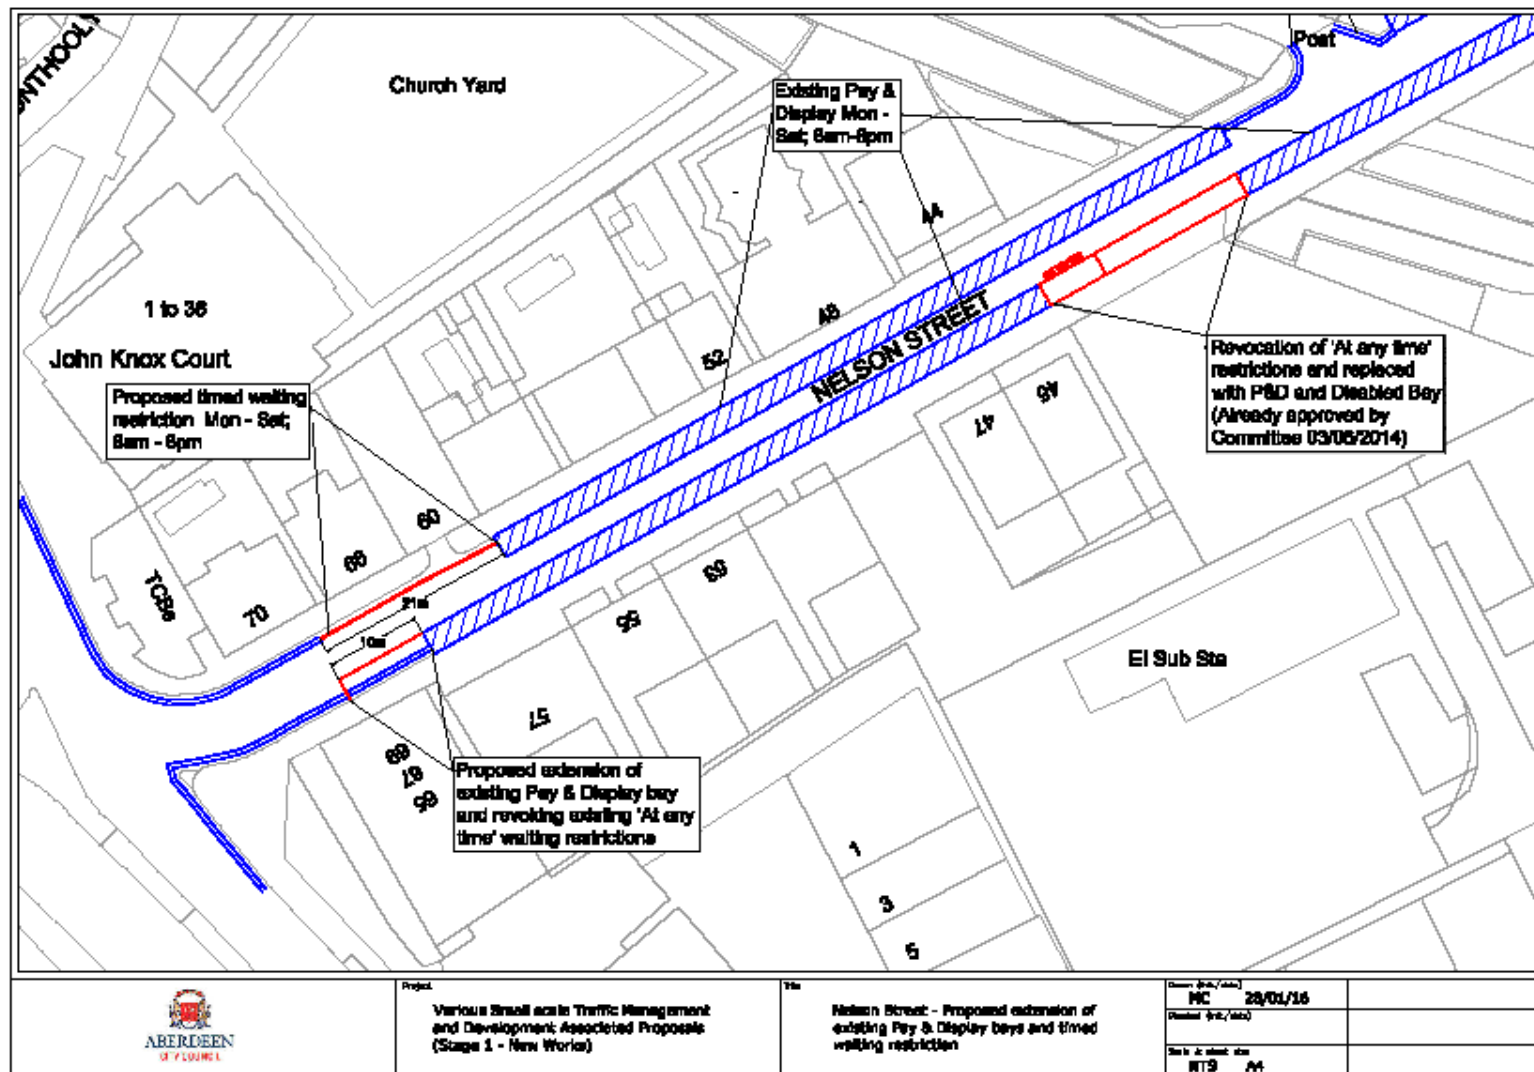 Church Yard
Post
Existing Pay &
Display Mon -
Sat; 8am-6pm
44
1 to 36
John Knox Court
48
52
NELSON STREET
Revocation of 'At any time'
restrictions and replaced
with P&D and Disabled Bay
(Already approved by
Committee 03/06/2014)
Proposed timed waiting
restriction Mon - Sat;
8am - 6pm
47
60
68
70
TCBs
21m
10m
55
57
El Sub Sta
69
67
65
Proposed extension of
existing Pay & Display bay
and revoking existing 'At any
time' waiting restrictions
1
3
5
ABERDEEN
CITY COUNCIL
Project
Various Small scale Traffic Management
and Development Associated Proposals
(Stage 1 - New Works)
Title
Nelson Street - Proposed extension of
existing Pay & Display bays and timed
waiting restriction
MC 28/01/16
NTS A4